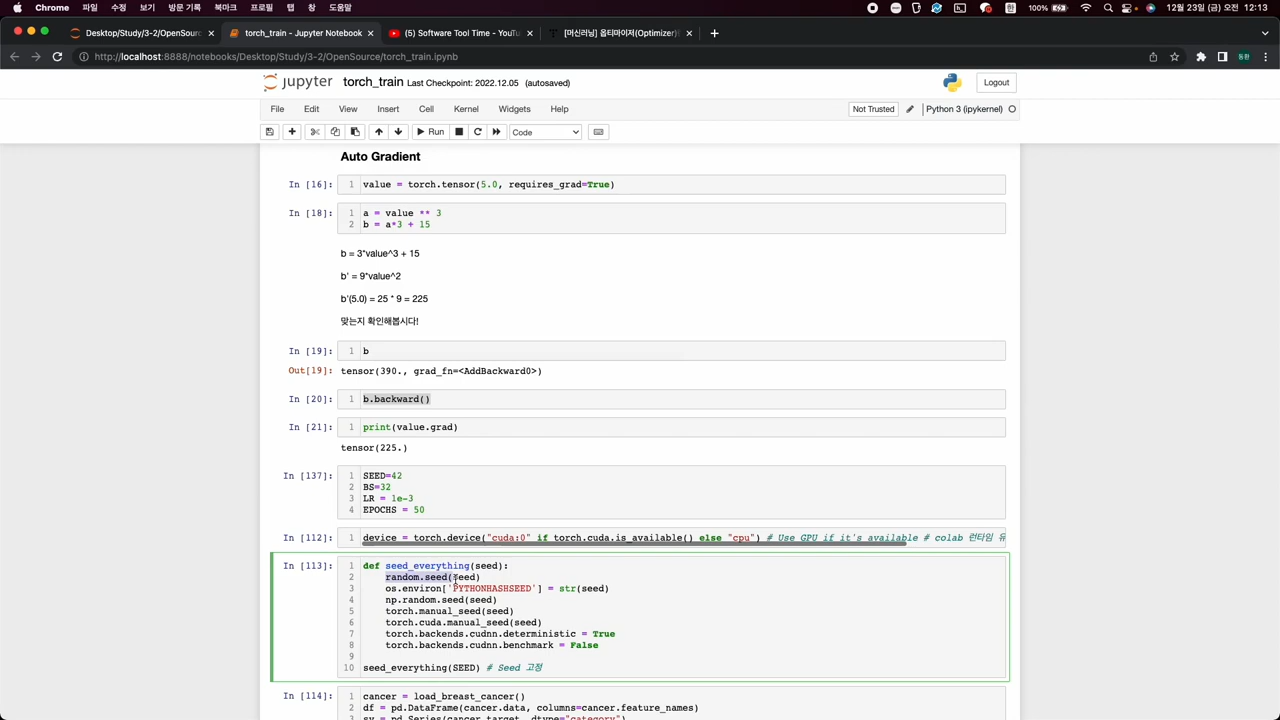 Chrome 파일 수정 보기 방문 기록 북마크 프로필 탭 창 도움말 100% 12월 23일 (금) 오전 12:13
Desktop/Study/3-2/OpenSourc torch_train - Jupyter Notebook (5) Software Tool Time - YouTu [머신러닝] 옵티마이저(Optimizer)란
http://localhost:8888/notebooks/Desktop/Study/3-2/OpenSource/torch_train.ipynb
jupyter torch_train Last Checkpoint: 2022.12.05 (autosaved) Logout
File Edit View Insert Cell Kernel Widgets Help Not Trusted Python 3 (ipykernel)
Run Code
Auto Gradient
In [16]: 1 value = torch.tensor(5.0, requires_grad=True)
In [18]: 1 a = value ** 3
2 b = a*3 + 15
b = 3*value^3 + 15
b' = 9*value^2
b'(5.0) = 25 * 9 = 225
맞는지 확인해봅시다!
In [19]: 1 b
Out[19]: tensor(390., grad_fn=<AddBackward0>)
In [20]: 1 b.backward()
In [21]: 1 print(value.grad)
tensor(225.)
In [137]: 1 SEED=42
2 BS=32
3 LR = 1e-3
4 EPOCHS = 50
In [112]: 1 device = torch.device("cuda:0" if torch.cuda.is_available() else "cpu") # Use GPU if it's available # colab 런타임 유
In [113]: 1 def seed_everything(seed):
2 random.seed(seed)
3 os.environ['PYTHONHASHSEED'] = str(seed)
4 np.random.seed(seed)
5 torch.manual_seed(seed)
6 torch.cuda.manual_seed(seed)
7 torch.backends.cudnn.deterministic = True
8 torch.backends.cudnn.benchmark = False
9
10 seed_everything(SEED) # Seed 고정
In [114]: 1 cancer = load_breast_cancer()
2 df = pd.DataFrame(cancer.data, columns=cancer.feature_names)
3 sy = pd.Series(cancer.target, dtype="category")